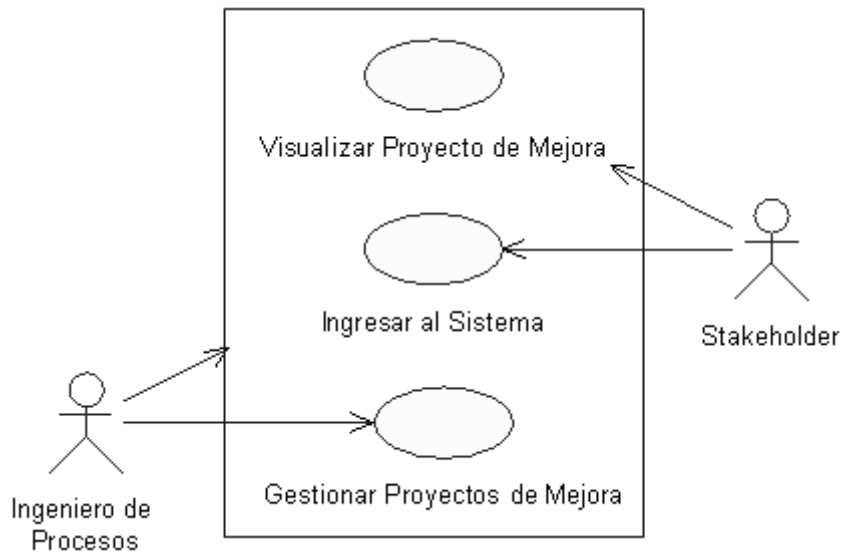 Visualizar Proyecto de Mejora
Ingresar al Sistema
Stakeholder
Gestionar Proyectos de Mejora
Ingeniero de
Procesos